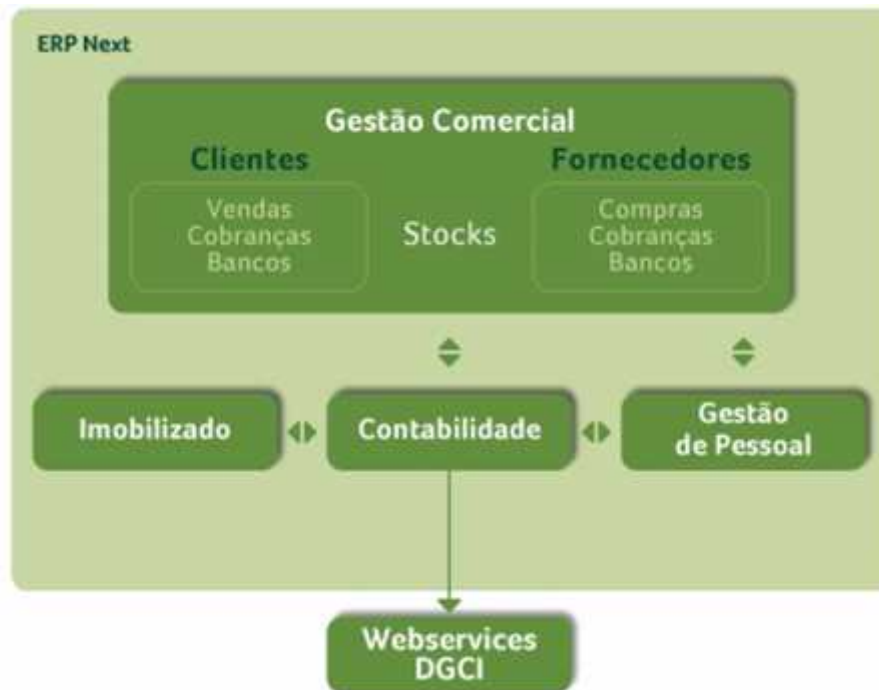 ERP Next
Gestão Comercial
Clientes
Fornecedores
Vendas
Cobranças
Bancos
Stocks
Compras
Cobranças
Bancos
Imobilizado
Contabilidade
Gestão
de Pessoal
Webservices
DGCI